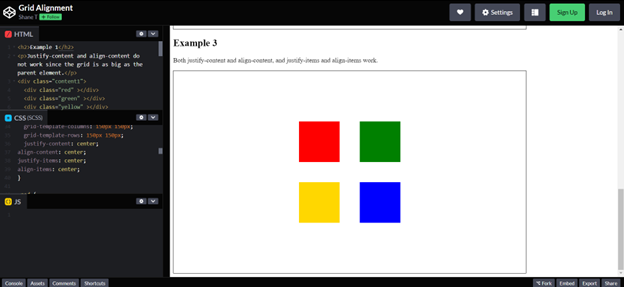 Grid Alignment
Shane 1 + Follow
Settings
Sign Up
Log In
HTML
<h2>Example 1</h2>
<p>Justify-content and align-content do
not work since the grid is as big as the
parent element.</p>
<div class="content1">
<div class="red" ></div>
<div class="green" ></div>
<div class="yellow" ></div>
CSS (SCSS)
grid-template-columns: 150px 150px;
grid-template-rows: 150px 150px;
justify-content: center;
align-content: center;
justify-items: center;
align-items: center;
}
JS
Example 3
Both justify-content and align-content, and justify-items and align-items work.
Console Assets Comments Shortcuts
Fork Embed Export Share